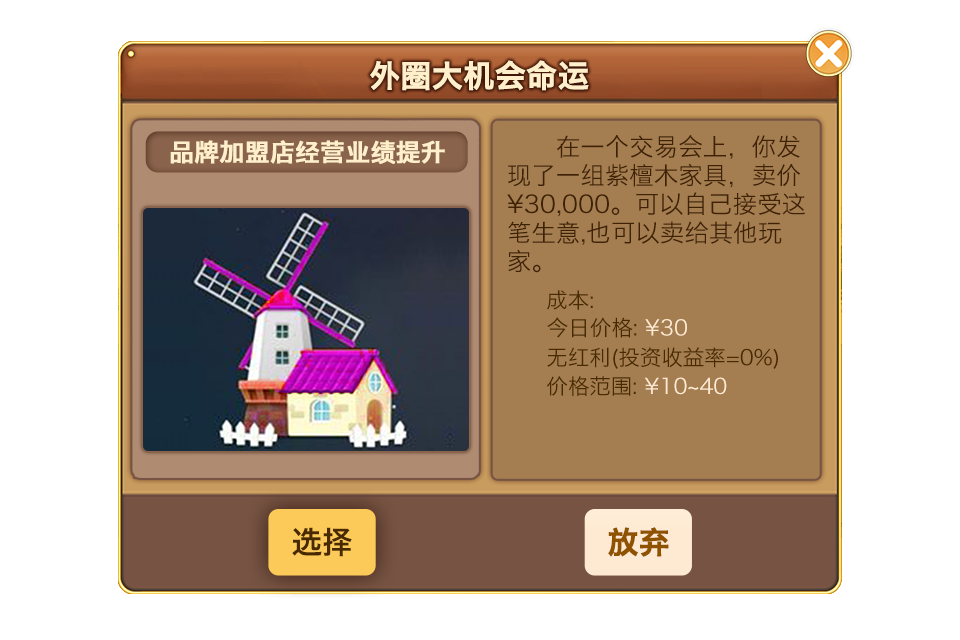 外圈大机会命运
品牌加盟店经营业绩提升
在一个交易会上，你发
现了一组紫檀木家具，卖价
¥30,000。可以自己接受这
笔生意,也可以卖给其他玩
家。
成本:
今日价格: ¥30
无红利(投资收益率=0%)
价格范围: ¥10~40
选择
放弃